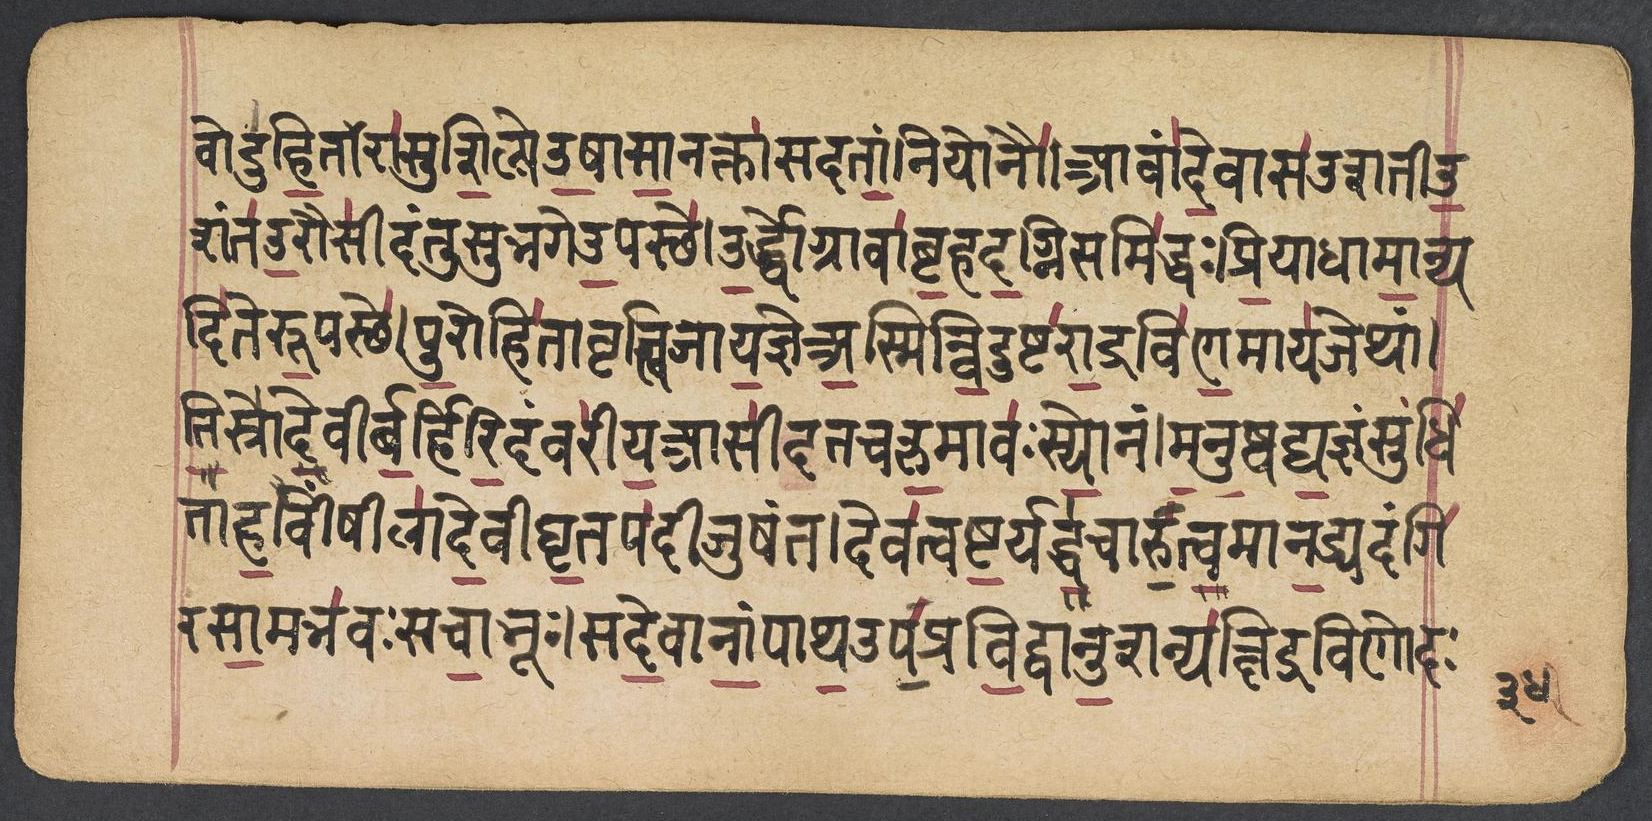 वोदुहितर्रासुशिल्पेउषासानक्तासदतांनियोनौ।आवांदेवासउशतीउ
शंतउरौसीदंतुसुभगेउपस्थे।उर्द्ध्वोग्रावाबृहदग्निसमिद्धः।प्रियाधामान्य
दितेरुपस्थे।पुरोहितावृत्विजायज्ञेअस्मिन्विदुष्टराद्रविणमायजेथां।
तिस्रोदेवीर्बर्हिरिदंवरीयआसीदतचकृमावःस्योनं।मनुष्वद्यज्ञंसुधि
ताहवींषीळादेवीघृतपदीजुषंत।देवत्वष्टर्यद्धचारुत्वमानड्यदंगि
रसामभवःसचाभूः।सदेवानांपाथउपप्रविद्वानुशन्यक्षिद्रविणोदः
३५